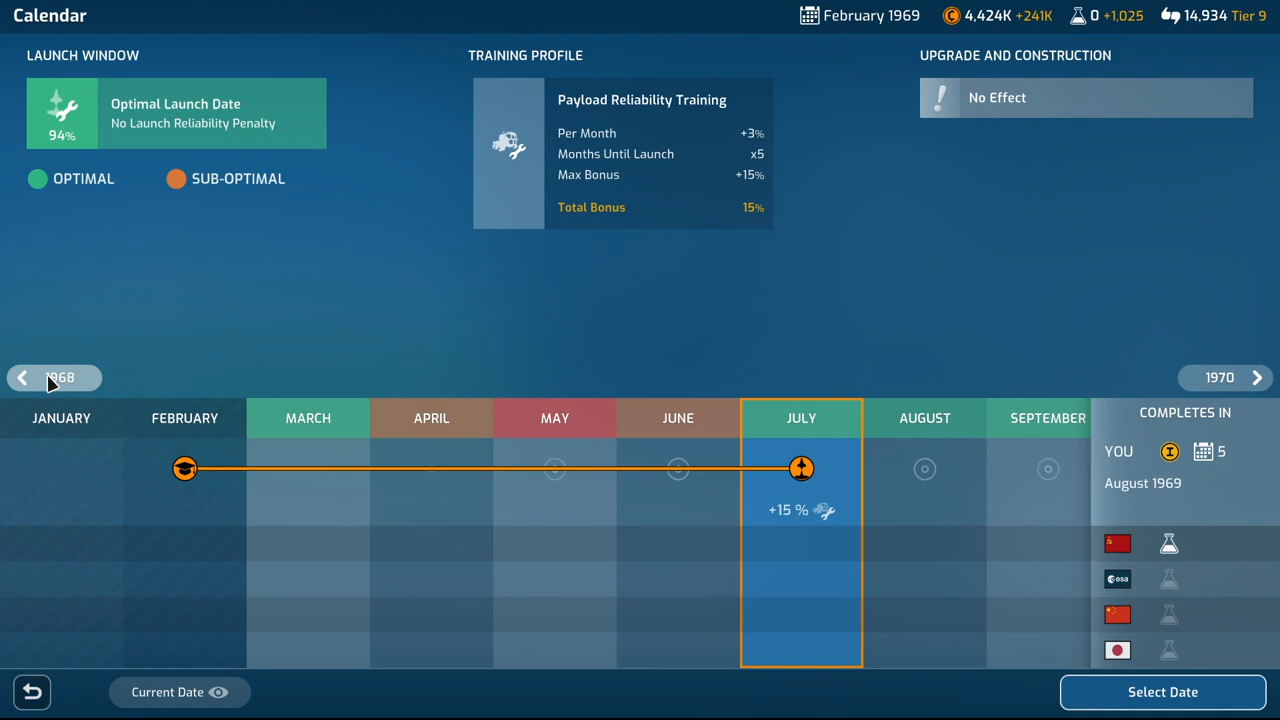 Calendar
February 1969
4,424K +241K
0 +1,025
14,934 Tier 9
LAUNCH WINDOW
TRAINING PROFILE
UPGRADE AND CONSTRUCTION
Optimal Launch Date
No Launch Reliability Penalty
94%
OPTIMAL
SUB-OPTIMAL
Payload Reliability Training
Per Month +3%
Months Until Launch x5
Max Bonus +15%
Total Bonus 15%
No Effect
1968
1970
JANUARY
FEBRUARY
MARCH
APRIL
MAY
JUNE
JULY
AUGUST
SEPTEMBER
COMPLETES IN
YOU 5
August 1969
+15 %
esa
Current Date
Select Date